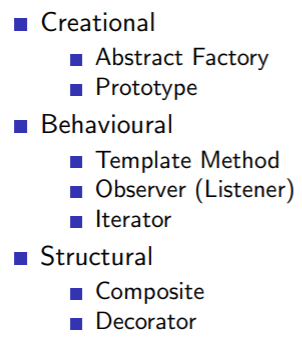 Creational
Abstract Factory
Prototype
Behavioural
Template Method
Observer (Listener)
Iterator
Structural
Composite
Decorator